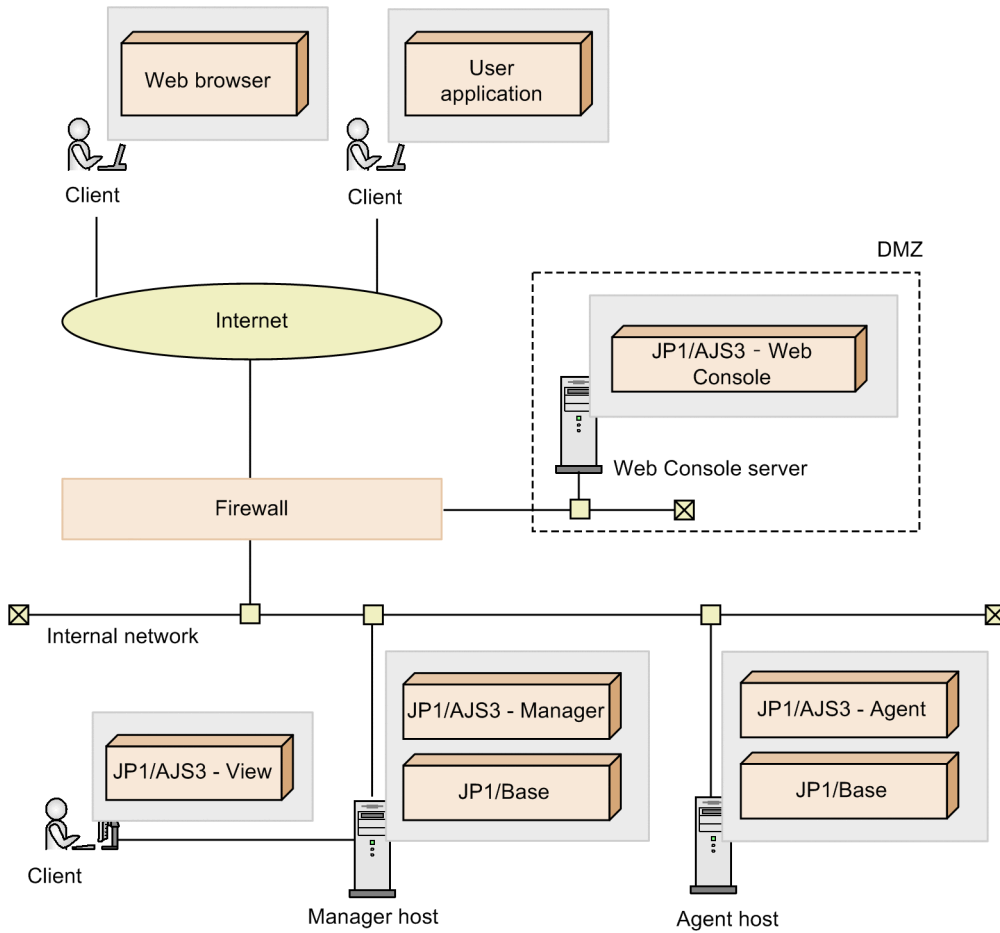 Web browser
User
application
Client
Client
DMZ
Internet
JP1/AJS3 - Web
Console
Web Console server
Firewall
Internal network
JP1/AJS3 - Manager
JP1/AJS3 - Agent
JP1/AJS3 - View
JP1/Base
JP1/Base
Client
Manager host
Agent host